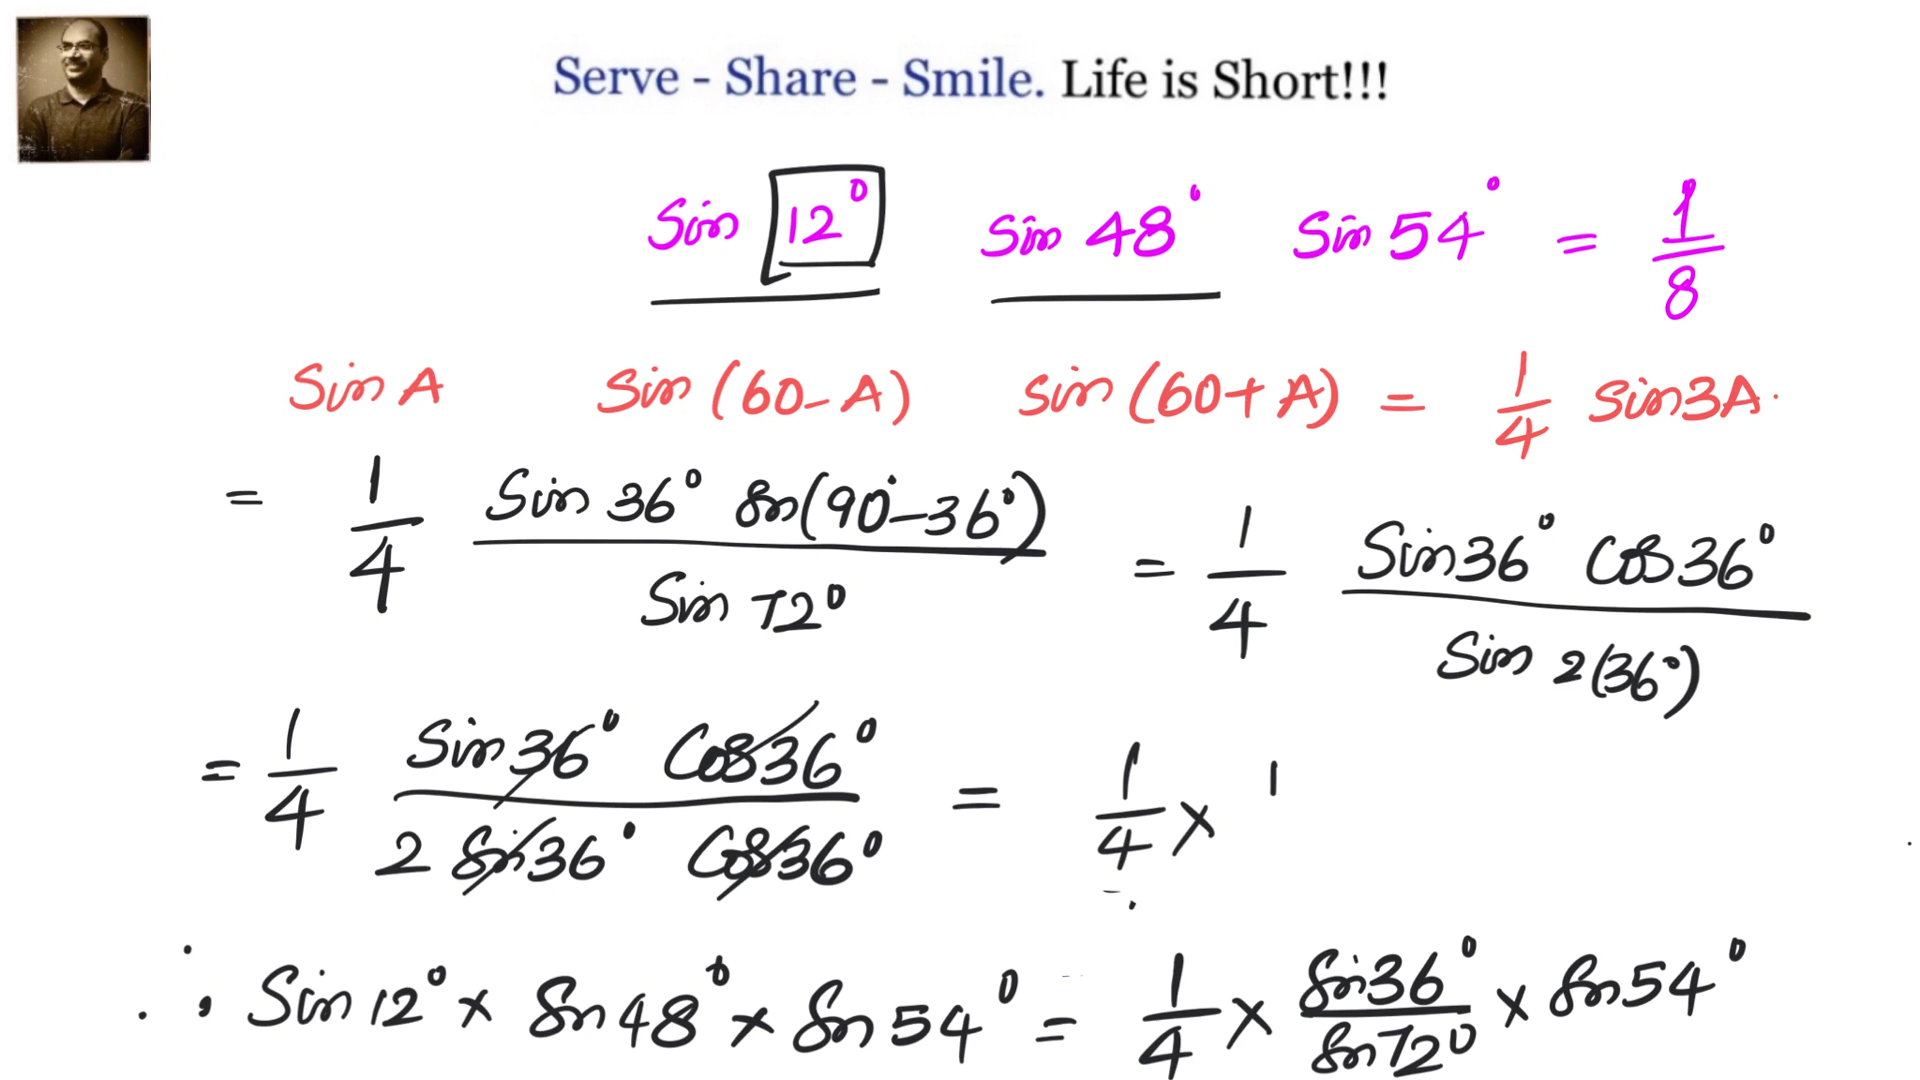 Serve - Share - Smile. Life is Short!!!
Sin 12° Sin 48° Sin 54° = 1/8
Sin A Sin (60-A) Sin (60+A) = 1/4 Sin3A.
= 1/4 Sin 36° Sin(90°-36°) / Sin 72° = 1/4 Sin36° Cos36° / Sin 2(36°)
= 1/4 Sin36° Cos36° / 2 Sin36° Cos36° = 1/4 × 1
∴ Sin 12° × Sin 48° × Sin 54° = 1/4 × Sin36° / Sin72° × Sin54°